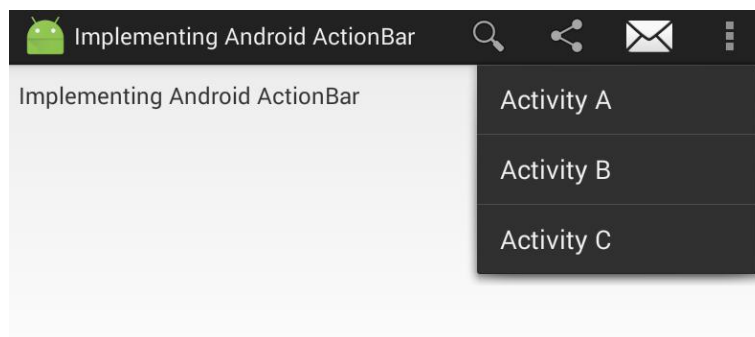 Implementing Android ActionBar
Implementing Android ActionBar
Activity A
Activity B
Activity C